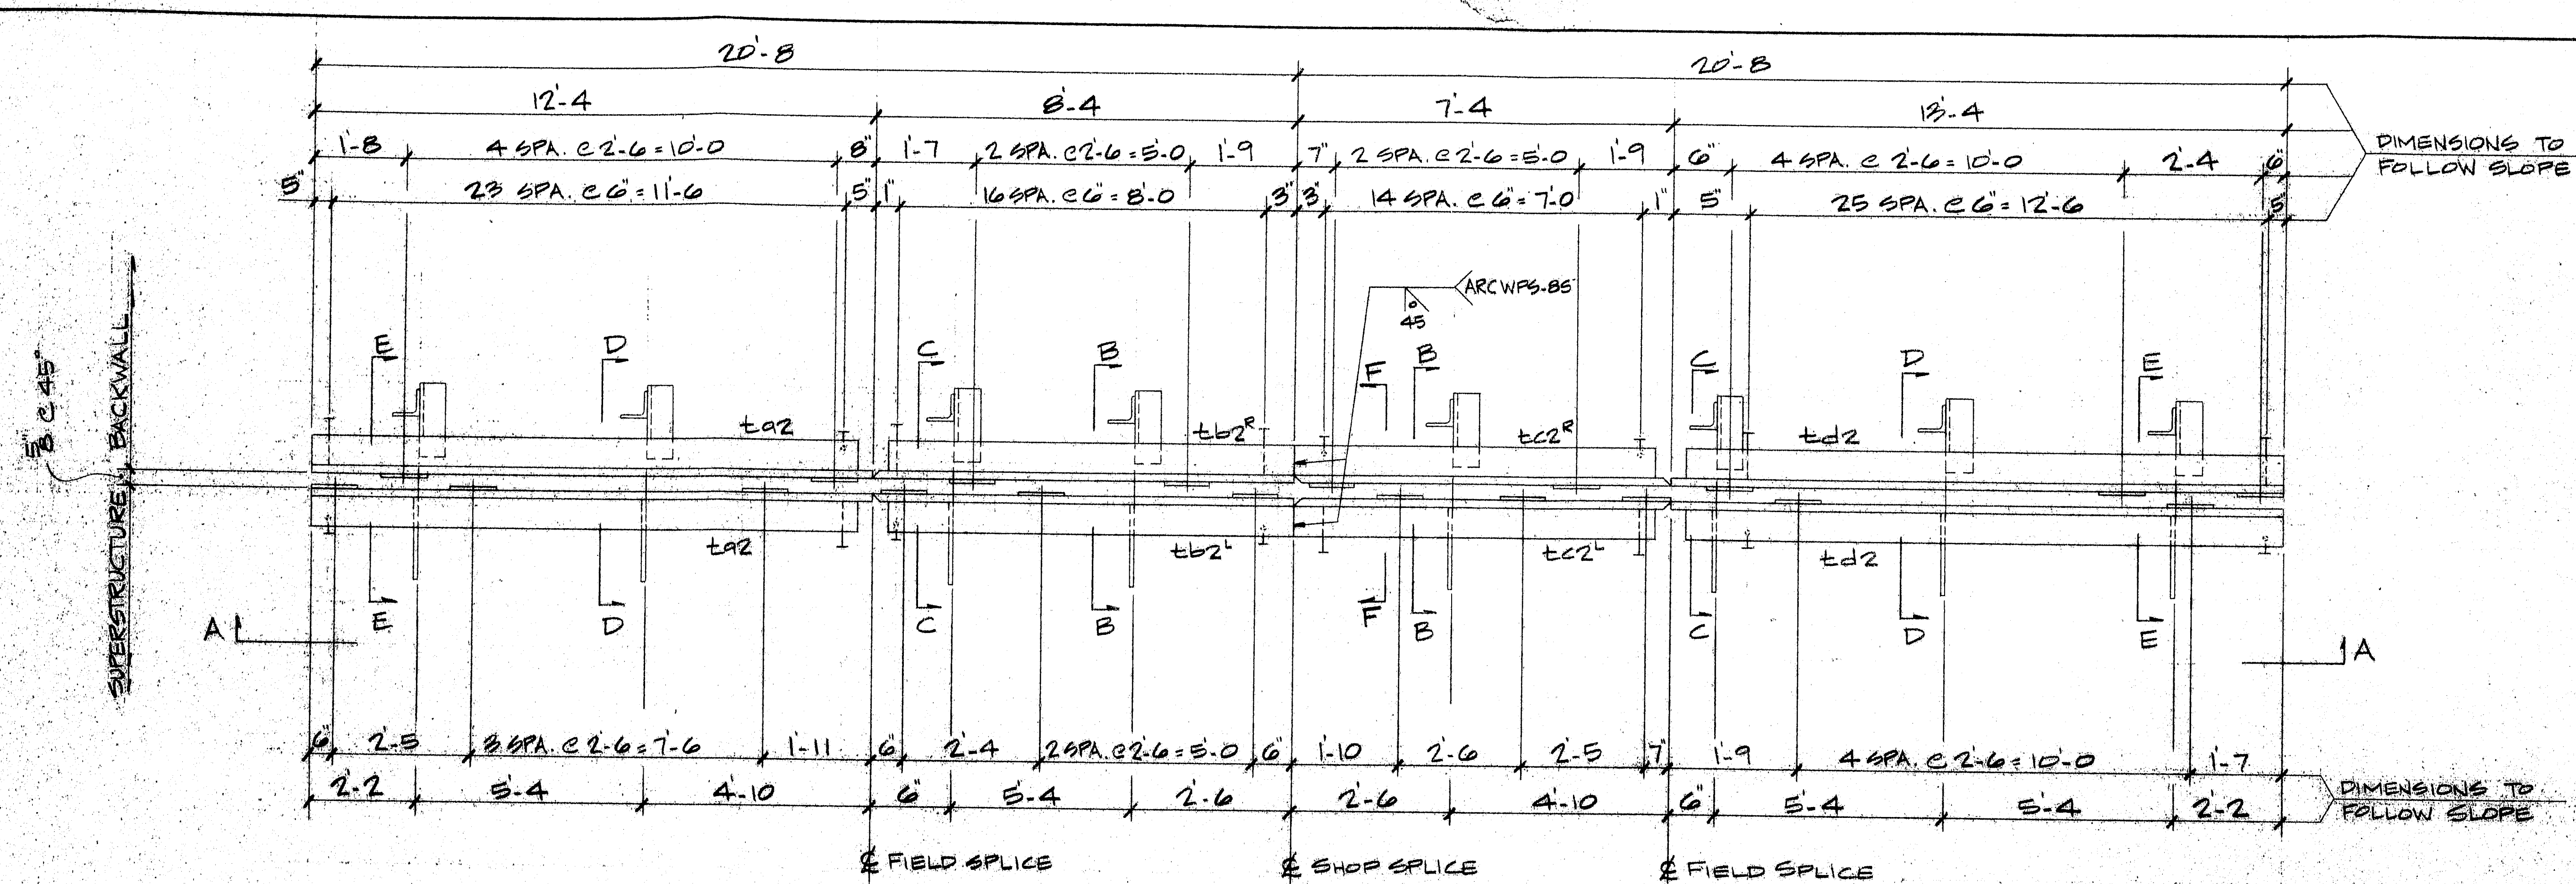 20'-8
20'-8
12'-4
8'-4
7'-4
13'-4
1'-8
4 SPA. @ 2'-6 = 10'-0
8"
1'-7
2 SPA. @ 2'-6 = 5'-0
1'-9
7"
2 SPA. @ 2'-6 = 5'-0
1'-9
6"
4 SPA. @ 2'-6 = 10'-0
2'-4
6"
DIMENSIONS TO
FOLLOW SLOPE
5"
23 SPA. @ 6" = 11'-6
5"
1"
16 SPA. @ 6" = 8'-0
3"
3"
14 SPA. @ 6" = 7'-0
1"
5"
25 SPA. @ 6" = 12'-6
5"
ARCWPS-85
45
5/8" @ 45°
SUPERSTRUCTURE
BACKWALL
E
D
C
B
F
B
C
D
E
ta2
tb2R
tc2R
td2
ta2
tb2L
tc2L
td2
E
D
C
B
F
B
C
D
E
A
A
6"
2'-5
3 SPA. @ 2'-6 = 7'-6
1'-11
6"
2'-4
2 SPA. @ 2'-6 = 5'-0
6"
1'-10
2'-6
2'-5
7"
1'-9
4 SPA. @ 2'-6 = 10'-0
1'-7
2'-2
5'-4
4'-10
6"
5'-4
2'-6
2'-6
4'-10
6"
5'-4
5'-4
2'-2
DIMENSIONS TO
FOLLOW SLOPE
℄ FIELD SPLICE
℄ SHOP SPLICE
℄ FIELD SPLICE